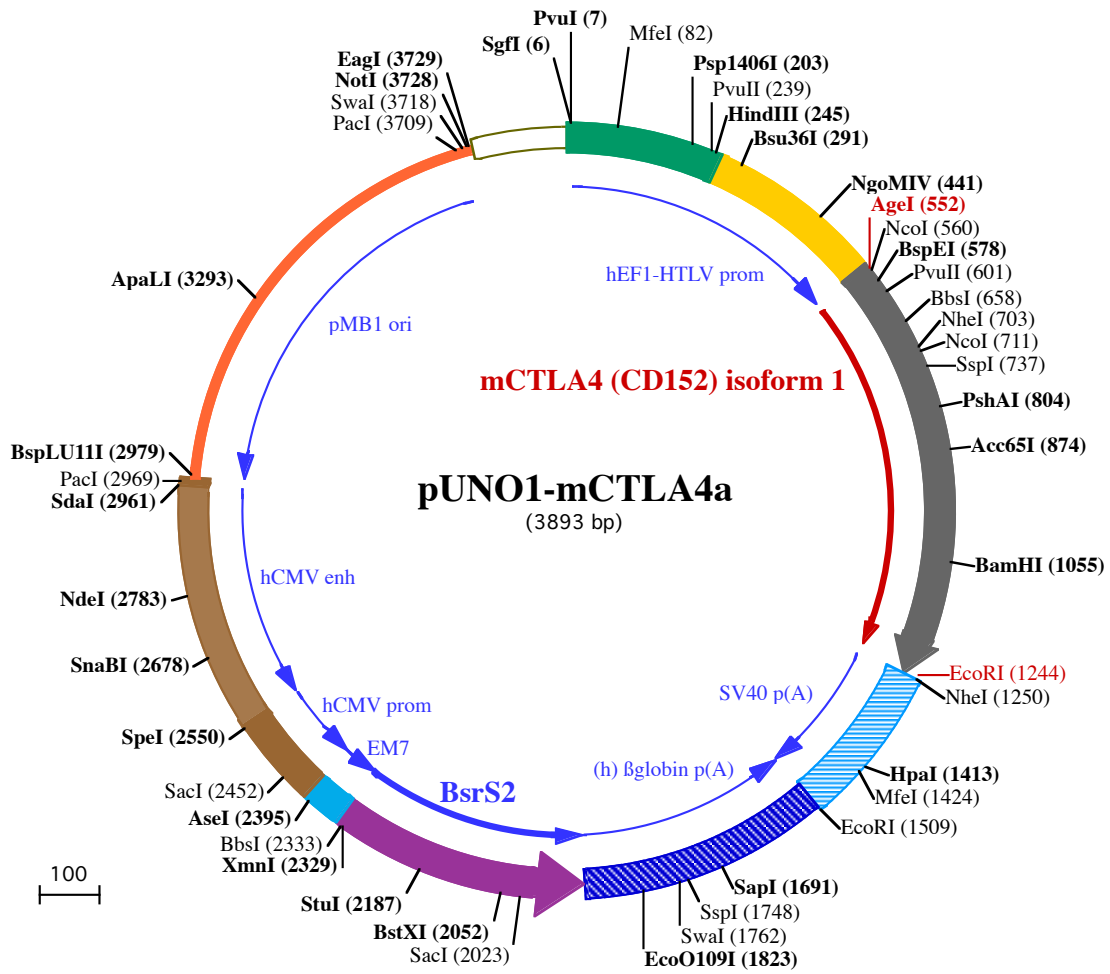 PvuI (7)
SgfI (6)
MfeI (82)
EagI (3729)
NotI (3728)
SwaI (3718)
PacI (3709)
Psp1406I (203)
PvuII (239)
HindIII (245)
Bsu36I (291)
NgoMIV (441)
AgeI (552)
NcoI (560)
BspEI (578)
PvuII (601)
BbsI (658)
NheI (703)
NcoI (711)
SspI (737)
PshAI (804)
Acc65I (874)
BamHI (1055)
EcoRI (1244)
NheI (1250)
HpaI (1413)
MfeI (1424)
EcoRI (1509)
SapI (1691)
SspI (1748)
SwaI (1762)
EcoO109I (1823)
SacI (2023)
BstXI (2052)
StuI (2187)
XmnI (2329)
BbsI (2333)
AseI (2395)
SacI (2452)
SpeI (2550)
SnaBI (2678)
NdeI (2783)
SdaI (2961)
PacI (2969)
BspLU11I (2979)
ApaLI (3293)
hEF1-HTLV prom
pMB1 ori
mCTLA4 (CD152) isoform 1
pUNO1-mCTLA4a
(3893 bp)
hCMV enh
hCMV prom
EM7
BsrS2
(h) ßglobin p(A)
SV40 p(A)
100